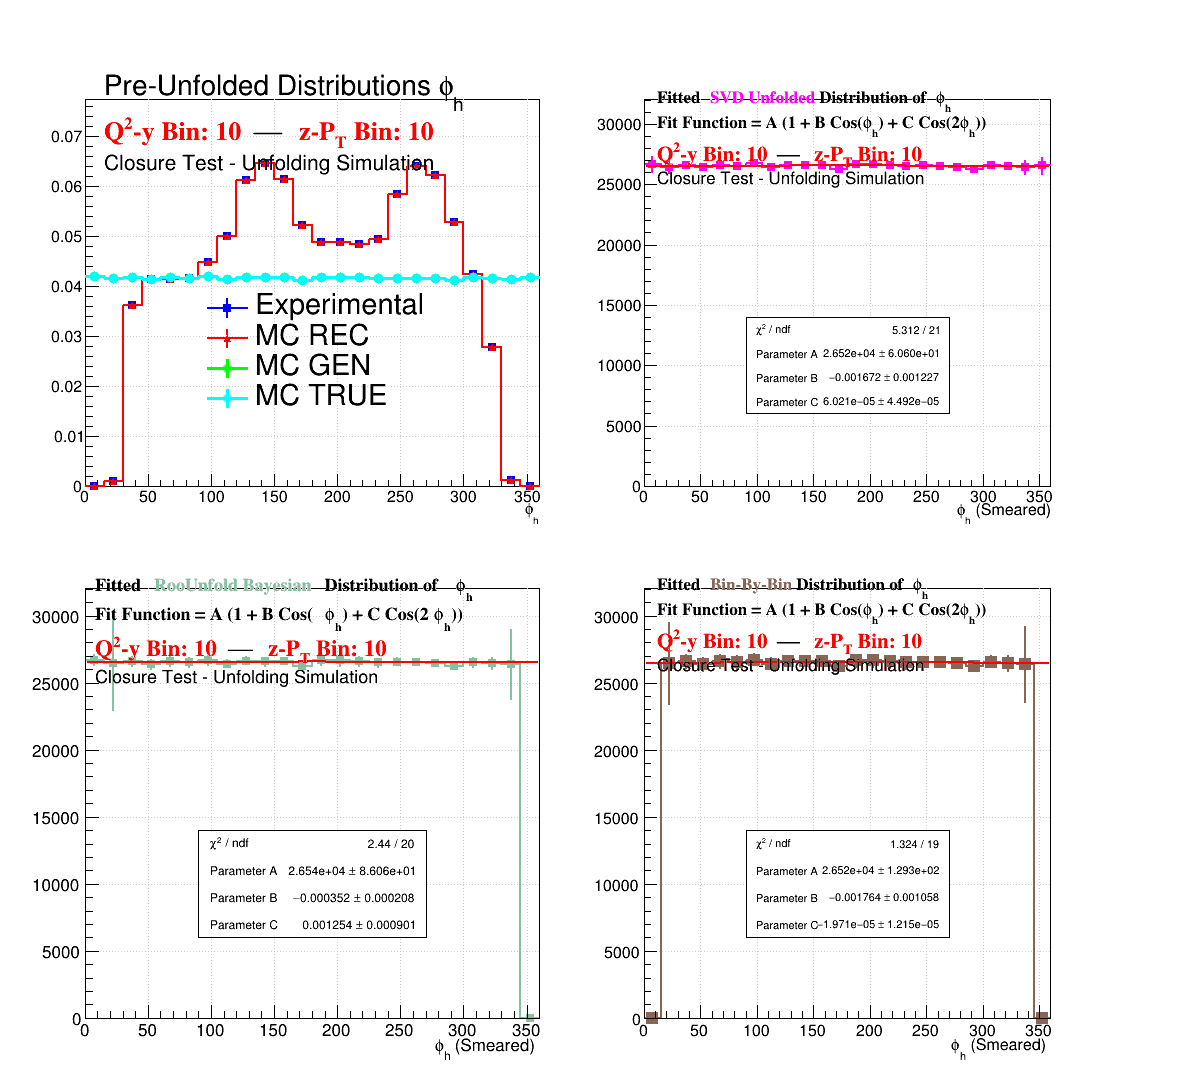 Pre-Unfolded Distributions ϕh
Q²-y Bin: 10 — z-PT Bin: 10
Closure Test - Unfolding Simulation
0.07
0.06
0.05
0.04
0.03
0.02
0.01
0
Experimental
MC REC
MC GEN
MC TRUE
0 50 100 150 200 250 300 350
ϕh
Fitted SVD Unfolded Distribution of ϕh
Fit Function = A (1 + B Cos(ϕh) + C Cos(2ϕh))
Q²-y Bin: 10 — z-PT Bin: 10
Closure Test - Unfolding Simulation
30000
25000
20000
15000
10000
5000
0
χ² / ndf 5.312 / 21
Parameter A 2.652e+04 ± 6.060e+01
Parameter B −0.001672 ± 0.001227
Parameter C 6.021e−05 ± 4.492e−05
0 50 100 150 200 250 300 350
ϕh (Smeared)
Fitted RooUnfold Bayesian Distribution of ϕh
Fit Function = A (1 + B Cos( ϕh) + C Cos(2 ϕh))
Q²-y Bin: 10 — z-PT Bin: 10
Closure Test - Unfolding Simulation
30000
25000
20000
15000
10000
5000
0
χ² / ndf 2.44 / 20
Parameter A 2.654e+04 ± 8.606e+01
Parameter B −0.000352 ± 0.000208
Parameter C 0.001254 ± 0.000901
0 50 100 150 200 250 300 350
ϕh (Smeared)
Fitted Bin-By-Bin Distribution of ϕh
Fit Function = A (1 + B Cos(ϕh) + C Cos(2ϕh))
Q²-y Bin: 10 — z-PT Bin: 10
Closure Test - Unfolding Simulation
30000
25000
20000
15000
10000
5000
0
χ² / ndf 1.324 / 19
Parameter A 2.652e+04 ± 1.293e+02
Parameter B −0.001764 ± 0.001058
Parameter C −1.971e−05 ± 1.215e−05
0 50 100 150 200 250 300 350
ϕh (Smeared)